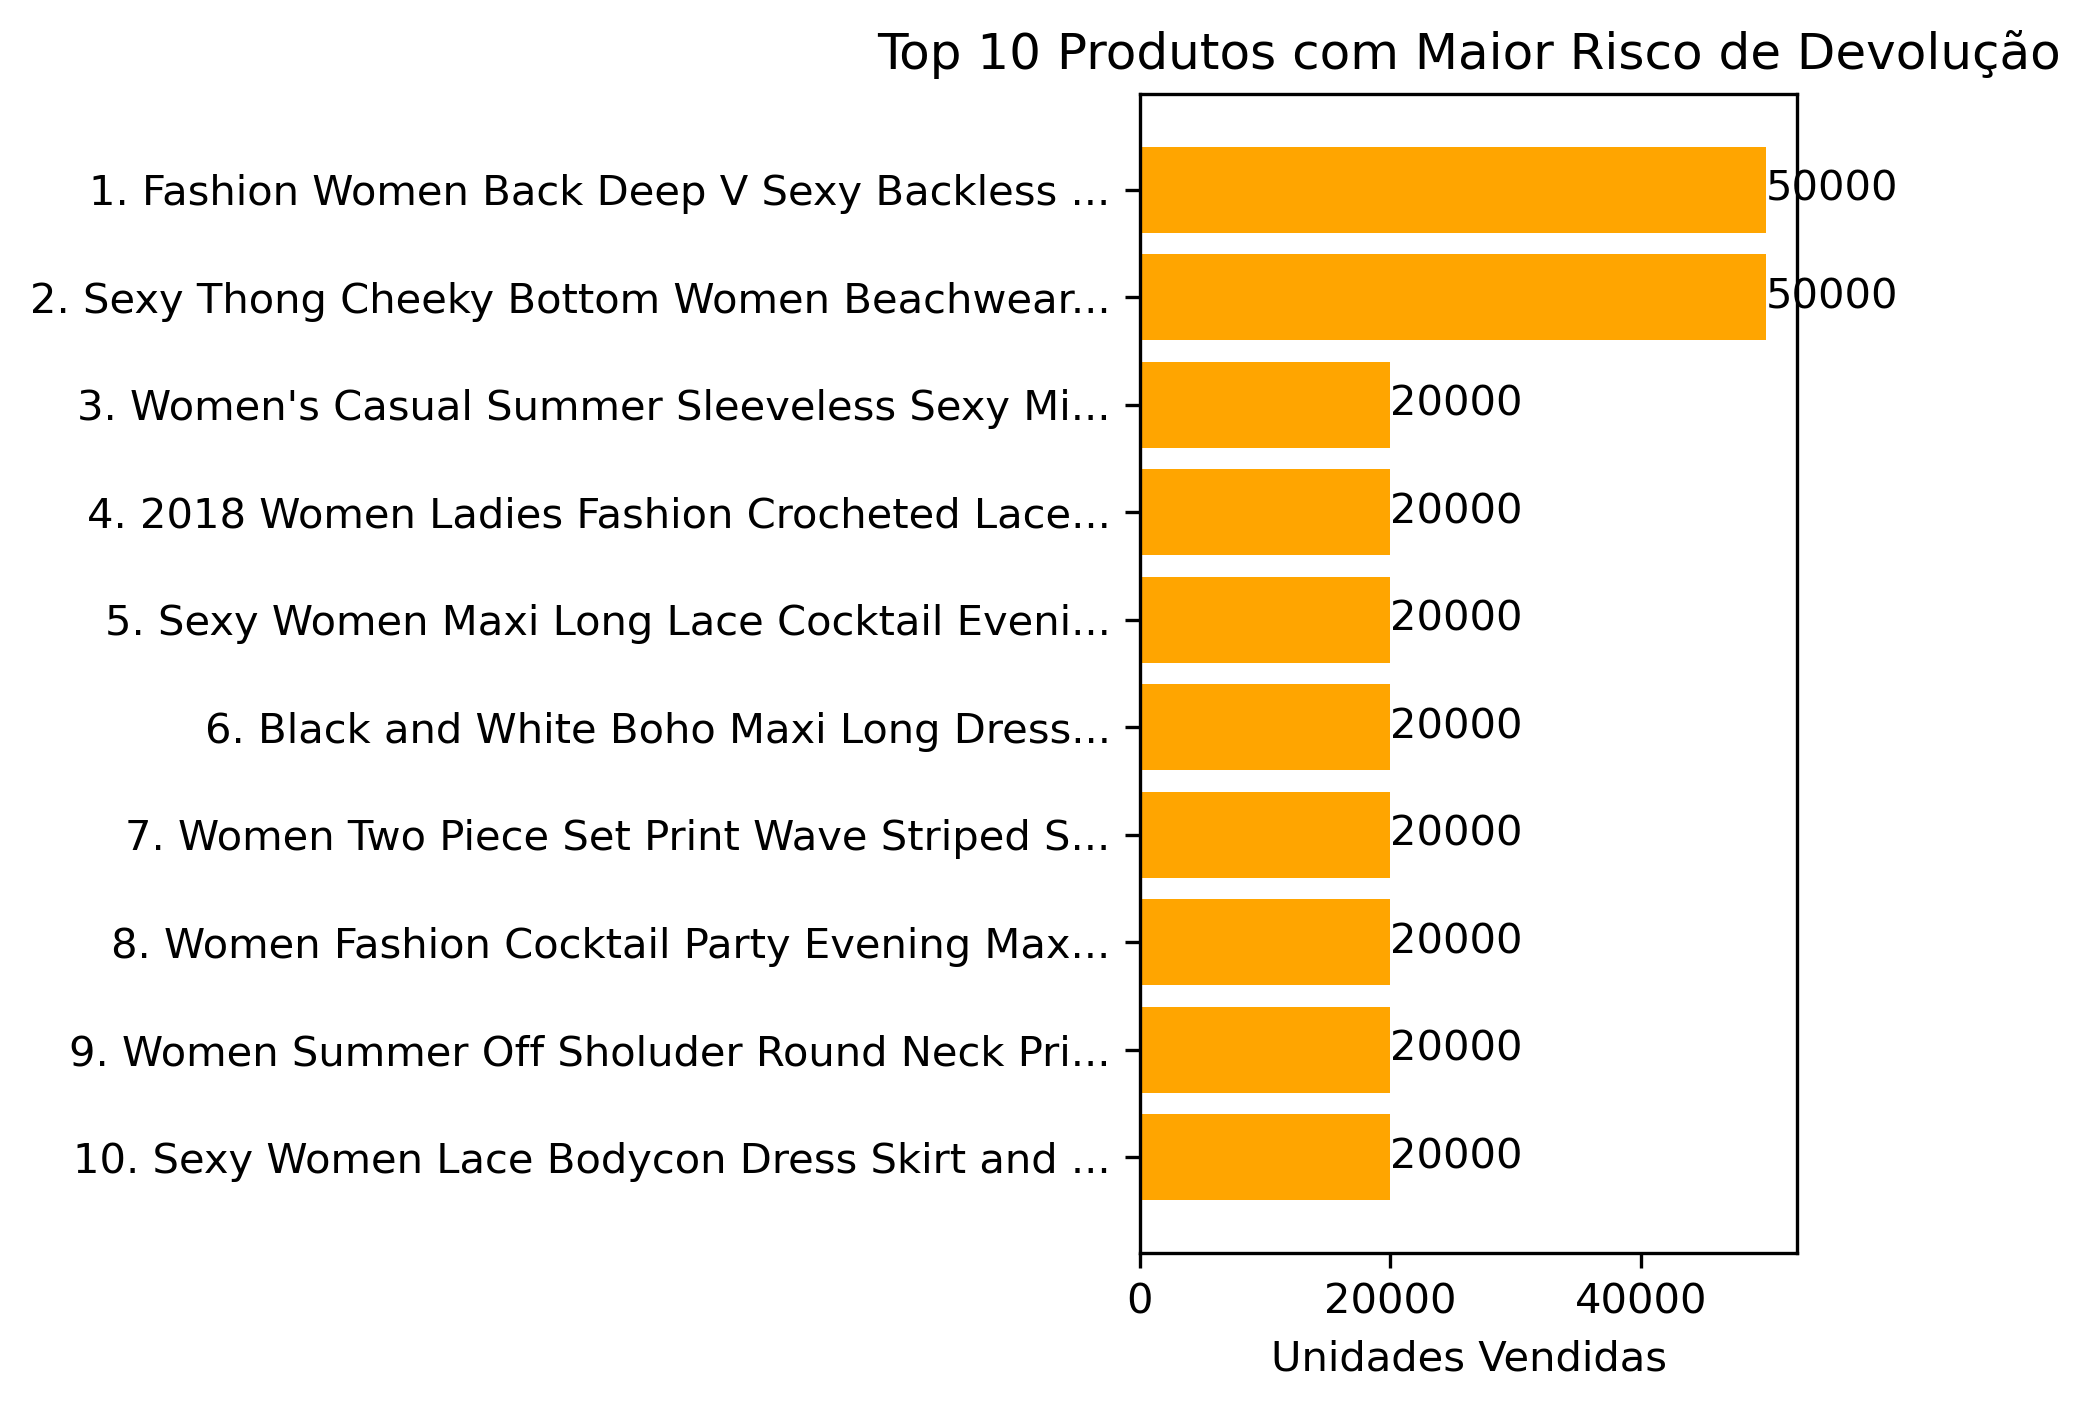 Top 10 Produtos com Maior Risco de Devolução
1. Fashion Women Back Deep V Sexy Backless ... 50000
2. Sexy Thong Cheeky Bottom Women Beachwear... 50000
3. Women's Casual Summer Sleeveless Sexy Mi... 20000
4. 2018 Women Ladies Fashion Crocheted Lace... 20000
5. Sexy Women Maxi Long Lace Cocktail Eveni... 20000
6. Black and White Boho Maxi Long Dress... 20000
7. Women Two Piece Set Print Wave Striped S... 20000
8. Women Fashion Cocktail Party Evening Max... 20000
9. Women Summer Off Sholuder Round Neck Pri... 20000
10. Sexy Women Lace Bodycon Dress Skirt and ... 20000
0 20000 40000
Unidades Vendidas